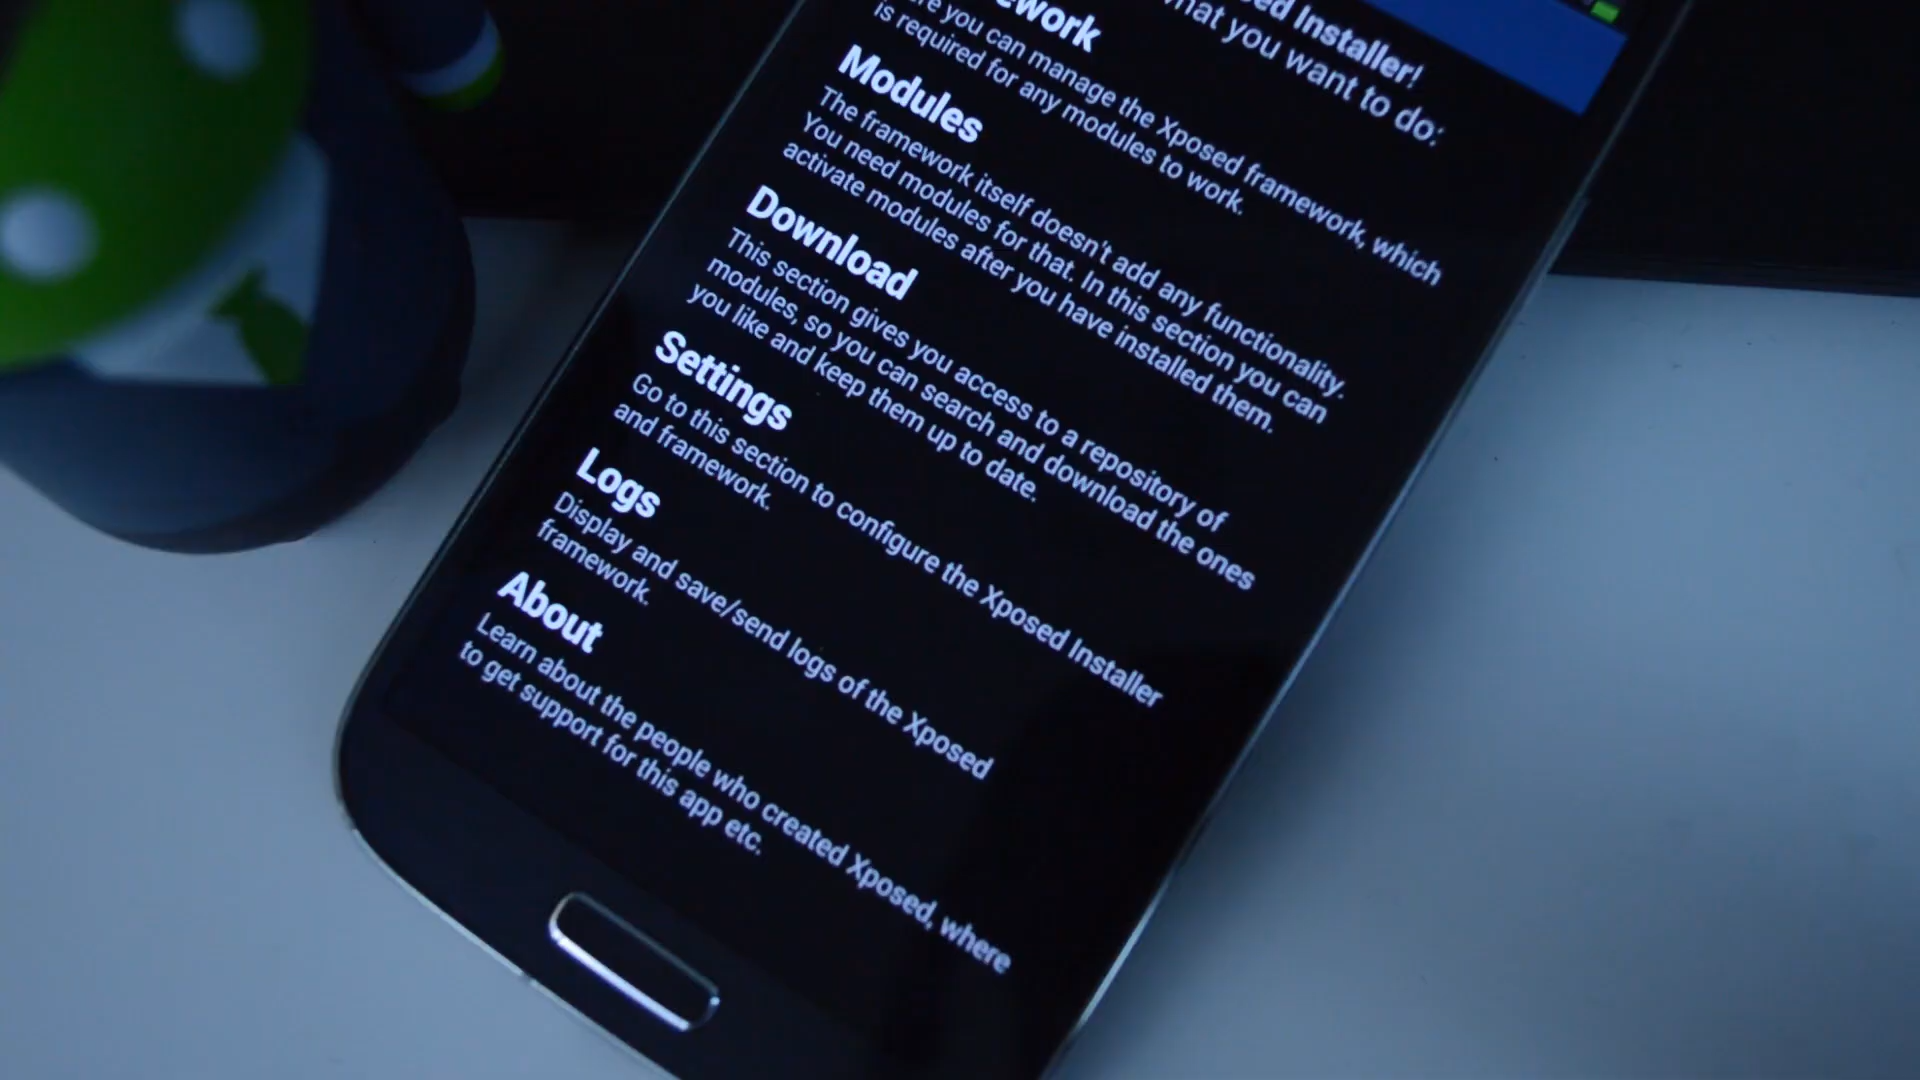 Installer!
what you want to do:
you can manage the Xposed framework, which
is required for any modules to work.
Modules
The framework itself doesn't add any functionality.
You need modules for that. In this section you can
activate modules after you have installed them.
Download
This section gives you access to a repository of
modules, so you can search and download the ones
you like and keep them up to date.
Settings
Go to this section to configure the Xposed Installer
and framework.
Logs
Display and save/send logs of the Xposed
framework.
About
Learn about the people who created Xposed, where
to get support for this app etc.